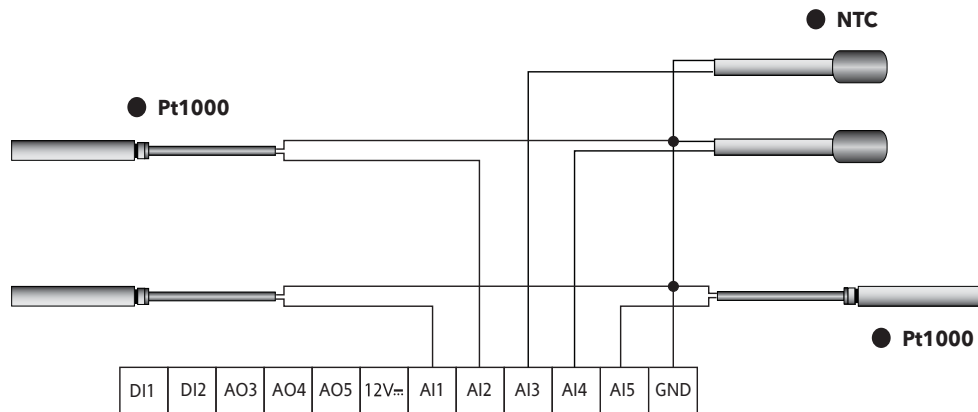 NTC
Pt1000
Pt1000
DI1 DI2 AO3 AO4 AO5 12V⎓ AI1 AI2 AI3 AI4 AI5 GND